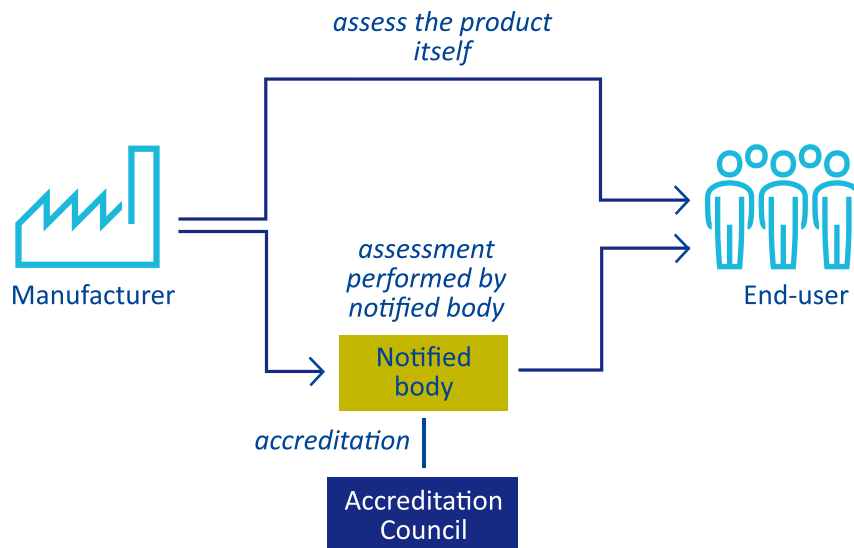 assess the product
itself
Manufacturer
assessment
performed by
notified body
End-user
Notified
body
accreditation
Accreditation
Council